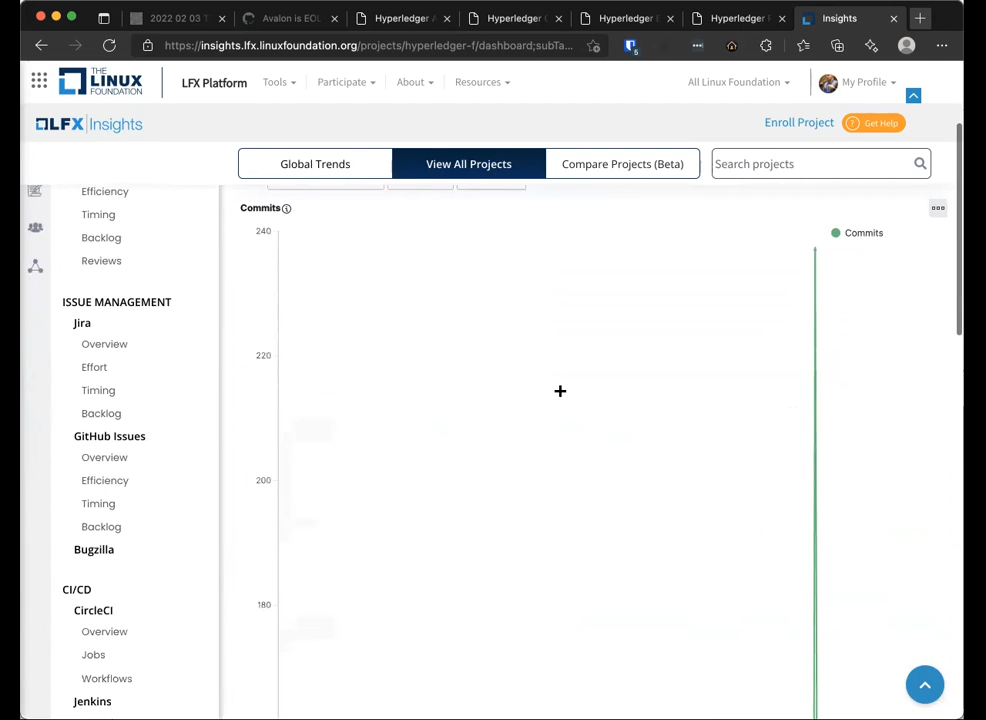 2022 02 03 T
Avalon is EOL
Hyperledger
Hyperledger
Hyperledger
Hyperledger
Insights
https://insights.lfx.linuxfoundation.org/projects/hyperledger-f/dashboard;subTa...
5
THE LINUX FOUNDATION
LFX Platform
Tools
Participate
About
Resources
All Linux Foundation
My Profile
LFX Insights
Enroll Project
? Get Help
Global Trends
View All Projects
Compare Projects (Beta)
Search projects
Efficiency
Timing
Backlog
Reviews
ISSUE MANAGEMENT
Jira
Overview
Effort
Timing
Backlog
GitHub Issues
Overview
Efficiency
Timing
Backlog
Bugzilla
CI/CD
CircleCI
Overview
Jobs
Workflows
Jenkins
Commits
Commits
240
220
200
180